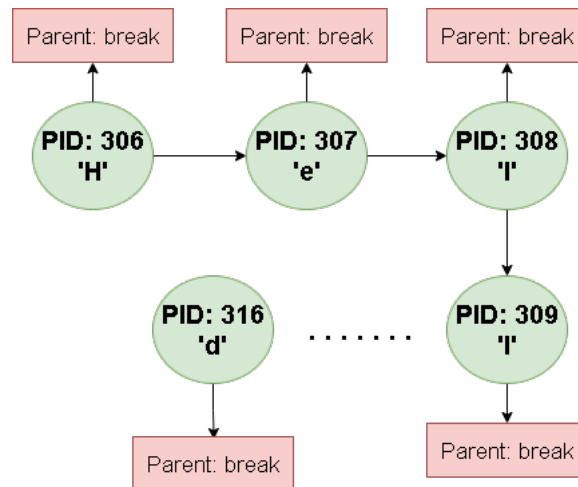 Parent: break
Parent: break
Parent: break
PID: 306
'H'
PID: 307
'e'
PID: 308
'l'
PID: 316
'd'
.......
PID: 309
'l'
Parent: break
Parent: break